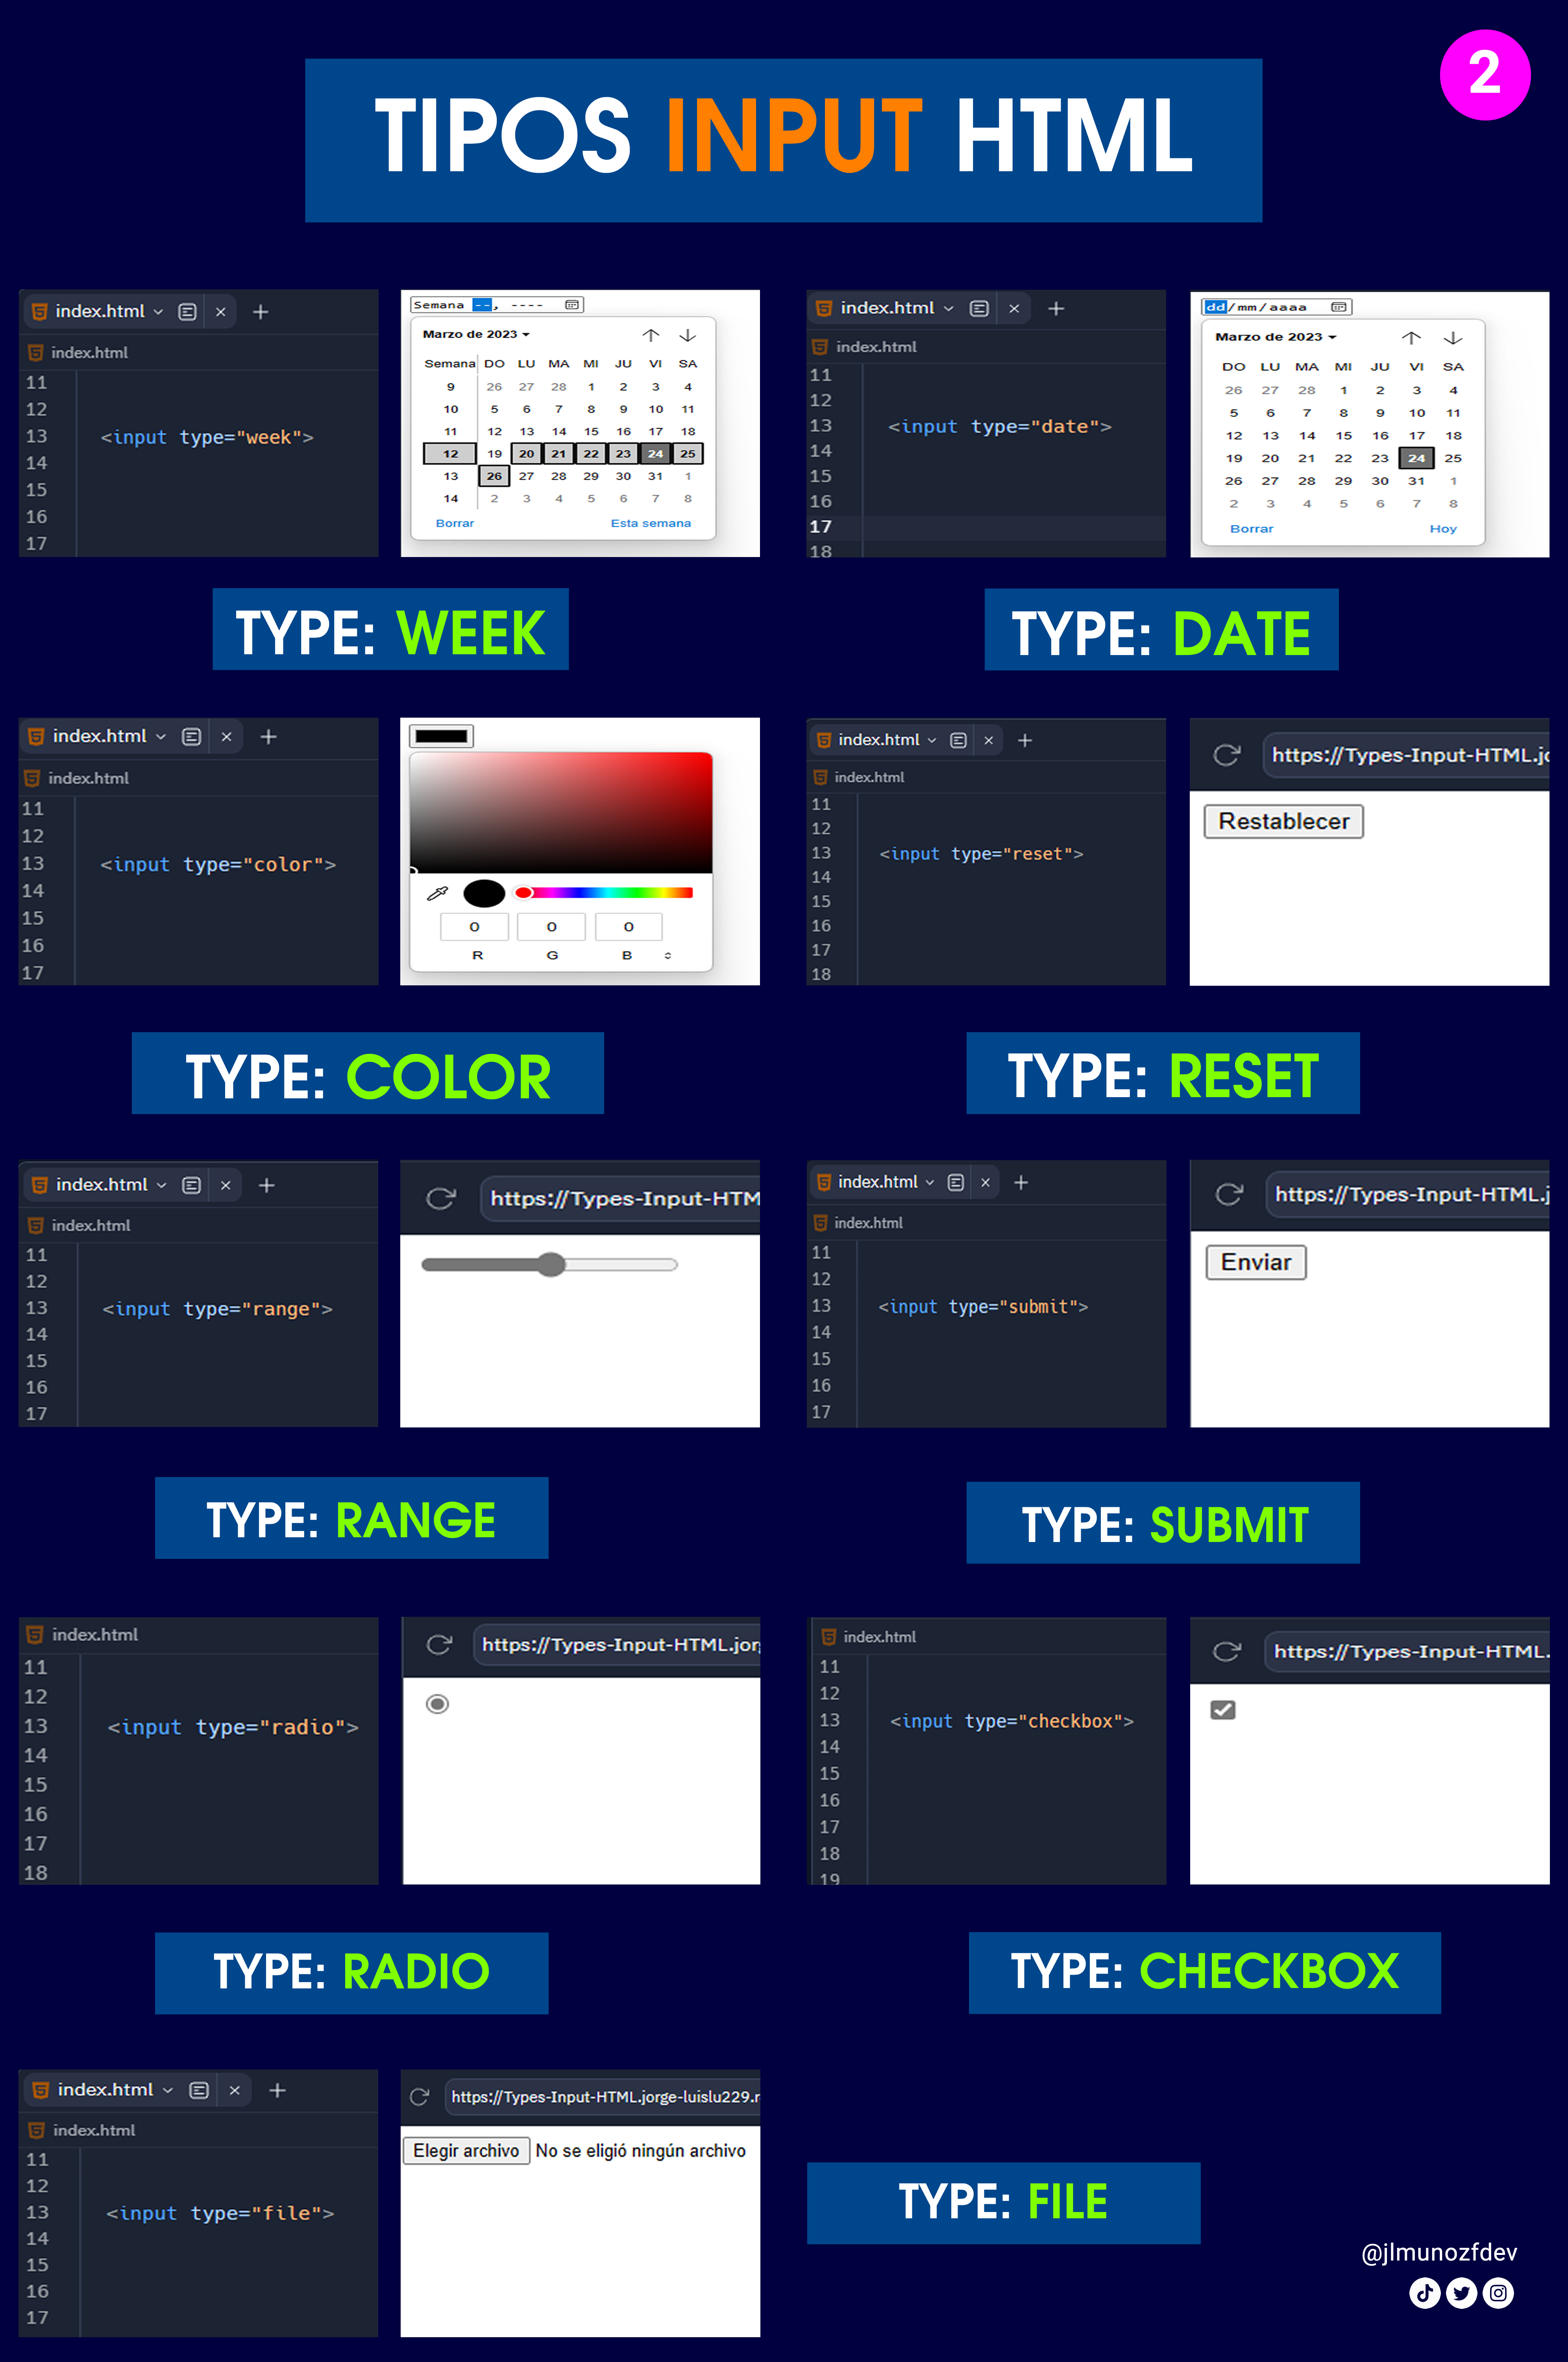 2
TIPOS INPUT HTML
index.html
index.html
11
12
13 <input type="week">
14
15
16
17
Semana --, ----
Marzo de 2023
Semana DO LU MA MI JU VI SA
9 26 27 28 1 2 3 4
10 5 6 7 8 9 10 11
11 12 13 14 15 16 17 18
12 19 20 21 22 23 24 25
13 26 27 28 29 30 31 1
14 2 3 4 5 6 7 8
Borrar Esta semana
TYPE: WEEK
index.html
index.html
11
12
13 <input type="date">
14
15
16
17
18
dd/mm/aaaa
Marzo de 2023
DO LU MA MI JU VI SA
26 27 28 1 2 3 4
5 6 7 8 9 10 11
12 13 14 15 16 17 18
19 20 21 22 23 24 25
26 27 28 29 30 31 1
2 3 4 5 6 7 8
Borrar Hoy
TYPE: DATE
index.html
index.html
11
12
13 <input type="color">
14
15
16
17
0 0 0
R G B
TYPE: COLOR
index.html
index.html
11
12
13 <input type="reset">
14
15
16
17
18
https://Types-Input-HTML.jo
Restablecer
TYPE: RESET
index.html
index.html
11
12
13 <input type="range">
14
15
16
17
https://Types-Input-HTM
TYPE: RANGE
index.html
index.html
11
12
13 <input type="submit">
14
15
16
17
https://Types-Input-HTML.j
Enviar
TYPE: SUBMIT
index.html
11
12
13 <input type="radio">
14
15
16
17
18
https://Types-Input-HTML.jor
TYPE: RADIO
index.html
11
12
13 <input type="checkbox">
14
15
16
17
18
19
https://Types-Input-HTML.
TYPE: CHECKBOX
index.html
index.html
11
12
13 <input type="file">
14
15
16
17
https://Types-Input-HTML.jorge-luislu229.r
Elegir archivo No se eligió ningún archivo
TYPE: FILE
@jlmunozfdev